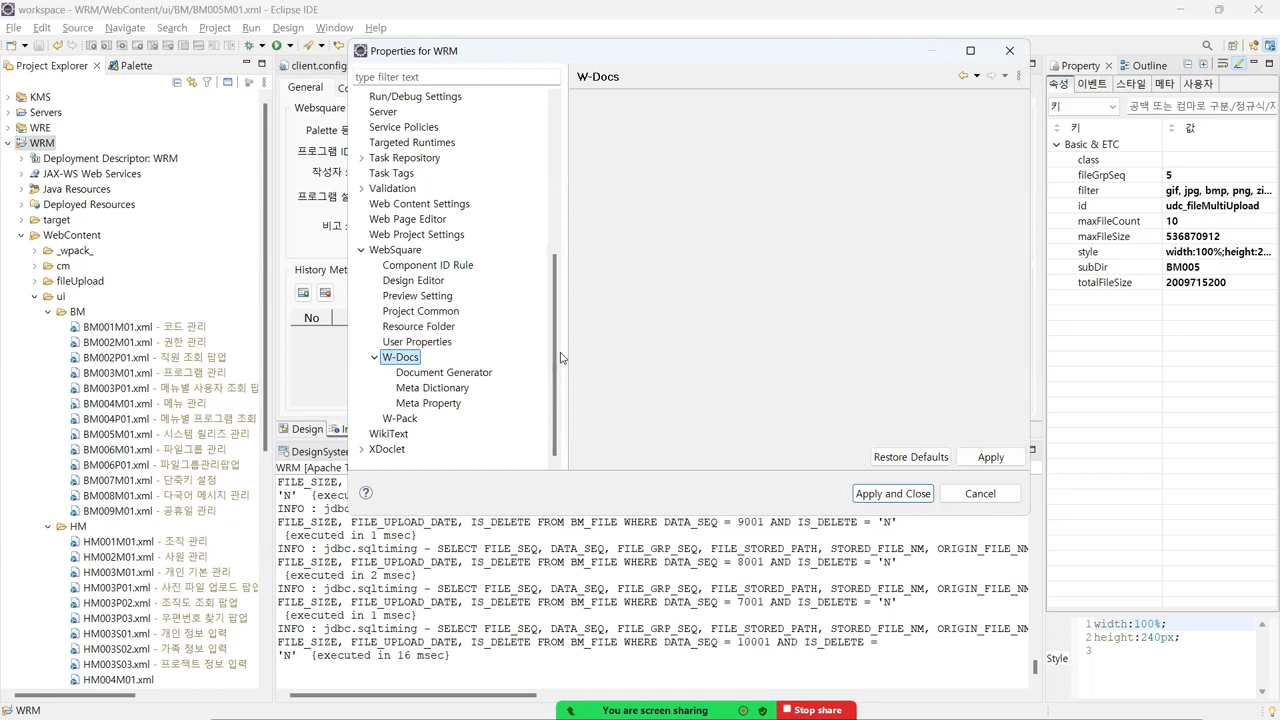 workspace - WRM/WebContent/ui/BM/BM005M01.xml - Eclipse IDE
File Edit Source Navigate Search Project Run Design Window Help
Project Explorer
Palette
KMS
Servers
WRE
WRM
Deployment Descriptor: WRM
JAX-WS Web Services
Java Resources
Deployed Resources
target
WebContent
_wpack_
cm
fileUpload
ui
BM
BM001M01.xml - 코드 관리
BM002M01.xml - 권한 관리
BM002P01.xml - 직원 조회 팝업
BM003M01.xml - 프로그램 관리
BM003P01.xml - 메뉴별 사용자 조회 팝
BM004M01.xml - 메뉴 관리
BM004P01.xml - 메뉴별 프로그램 조회
BM005M01.xml - 시스템 릴리즈 관리
BM006M01.xml - 파일그룹 관리
BM006P01.xml - 파일그룹관리팝업
BM007M01.xml - 단축키 설정
BM008M01.xml - 다국어 메시지 관리
BM009M01.xml - 공휴일 관리
HM
HM001M01.xml - 조직 관리
HM002M01.xml - 사원 관리
HM003M01.xml - 개인 기본 관리
HM003P01.xml - 사진 파일 업로드 팝업
HM003P02.xml - 조직도 조회 팝업
HM003P03.xml - 우편번호 찾기 팝업
HM003S01.xml - 개인 정보 입력
HM003S02.xml - 가족 정보 입력
HM003S03.xml - 프로젝트 정보 입력
HM004M01.xml
WRM
client.config
General
Websquare
Palette 등
프로그램 ID
작성자 :
프로그램 설
비고 :
History Met
No
Design
DesignSystem
WRM [Apache T
Properties for WRM
type filter text
Run/Debug Settings
Server
Service Policies
Targeted Runtimes
Task Repository
Task Tags
Validation
Web Content Settings
Web Page Editor
Web Project Settings
WebSquare
Component ID Rule
Design Editor
Preview Setting
Project Common
Resource Folder
User Properties
W-Docs
Document Generator
Meta Dictionary
Meta Property
W-Pack
WikiText
XDoclet
W-Docs
Restore Defaults
Apply
Apply and Close
Cancel
FILE_SIZE,
'N'  {execu
INFO : jdbc
FILE_SIZE, FILE_UPLOAD_DATE, IS_DELETE FROM BM_FILE WHERE DATA_SEQ = 9001 AND IS_DELETE = 'N'
{executed in 1 msec}
INFO : jdbc.sqltiming - SELECT FILE_SEQ, DATA_SEQ, FILE_GRP_SEQ, FILE_STORED_PATH, STORED_FILE_NM, ORIGIN_FILE_NM
FILE_SIZE, FILE_UPLOAD_DATE, IS_DELETE FROM BM_FILE WHERE DATA_SEQ = 8001 AND IS_DELETE = 'N'
{executed in 2 msec}
INFO : jdbc.sqltiming - SELECT FILE_SEQ, DATA_SEQ, FILE_GRP_SEQ, FILE_STORED_PATH, STORED_FILE_NM, ORIGIN_FILE_NM
FILE_SIZE, FILE_UPLOAD_DATE, IS_DELETE FROM BM_FILE WHERE DATA_SEQ = 7001 AND IS_DELETE = 'N'
{executed in 1 msec}
INFO : jdbc.sqltiming - SELECT FILE_SEQ, DATA_SEQ, FILE_GRP_SEQ, FILE_STORED_PATH, STORED_FILE_NM, ORIGIN_FILE_NM
FILE_SIZE, FILE_UPLOAD_DATE, IS_DELETE FROM BM_FILE WHERE DATA_SEQ = 10001 AND IS_DELETE =
'N'  {executed in 16 msec}
Property
Outline
속성 이벤트 스타일 메타 사용자
키 공백 또는 컴마로 구분./정규식/지
키 값
Basic & ETC
class
fileGrpSeq 5
filter gif, jpg, bmp, png, zi...
id udc_fileMultiUpload
maxFileCount 10
maxFileSize 536870912
style width:100%;height:2...
subDir BM005
totalFileSize 2009715200
Style
1 width:100%;
2 height:240px;
3
You are screen sharing
Stop share